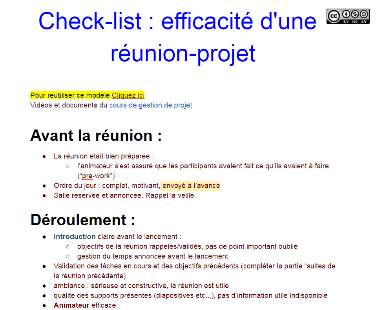 Check-list : efficacité d'une
réunion-projet
Pour réutiliser ce modèle Cliquez ici
Vidéos et documents du cours de gestion de projet
Avant la réunion :
La réunion était bien préparée :
l'animateur s'est assuré que les participants avaient fait ce qu'ils avaient à faire
("pre-work")
Ordre du jour : complet, motivant, envoyé à l'avance
Salle réservée et annoncée. Rappel la veille.
Déroulement :
Introduction claire avant le lancement :
objectifs de la réunion rappelés/validés, pas de point important oublié
gestion du temps annoncée avant le lancement
Validation des tâches en cours et des objectifs précédents (compléter la partie "suites de
la réunion précédente)
ambiance : sérieuse et constructive, la réunion est utile
qualité des supports présentés (diapositives etc...), pas d'information utile indisponible
Animateur efficace :